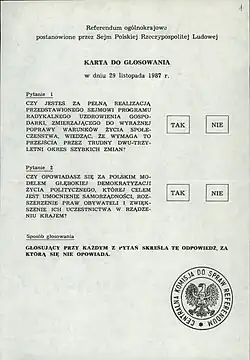 1
Referendum ogólnokrajowe
postanowione przez Sejm Polskiej Rzeczypospolitej Ludowej
KARTA DO GŁOSOWANIA
w dniu 29 listopada 1987 r.
Pytanie 1
CZY JESTEŚ ZA PEŁNĄ REALIZACJĄ
PRZEDSTAWIONEGO SEJMOWI PROGRAMU
RADYKALNEGO UZDROWIENIA GOSPO-
DARKI, ZMIERZAJĄCEGO DO WYRAŹNEJ
POPRAWY WARUNKÓW ŻYCIA SPOŁE-
CZEŃSTWA, WIEDZĄC, ŻE WYMAGA TO
PRZEJŚCIA PRZEZ TRUDNY DWU-TRZY-
LETNI OKRES SZYBKICH ZMIAN?
TAK
NIE
Pytanie 2
CZY OPOWIADASZ SIĘ ZA POLSKIM MO-
DELEM GŁĘBOKIEJ DEMOKRATYZACJI
ŻYCIA POLITYCZNEGO, KTÓREJ CELEM
JEST UMOCNIENIE SAMORZĄDNOŚCI, ROZ-
SZERZENIE PRAW OBYWATELI I ZWIĘK-
SZENIE ICH UCZESTNICTWA W RZĄDZE-
NIU KRAJEM?
TAK
NIE
Sposób głosowania
GŁOSUJĄCY PRZY KAŻDYM Z PYTAŃ SKREŚLA TĘ ODPOWIEDŹ, ZA
KTÓRĄ SIĘ NIE OPOWIADA.
CENTRALNA KOMISJA DO SPRAW REFERENDUM